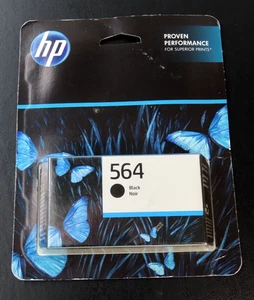 hp
PROVEN
PERFORMANCE
FOR SUPERIOR PRINTS*
564
Black
Noir